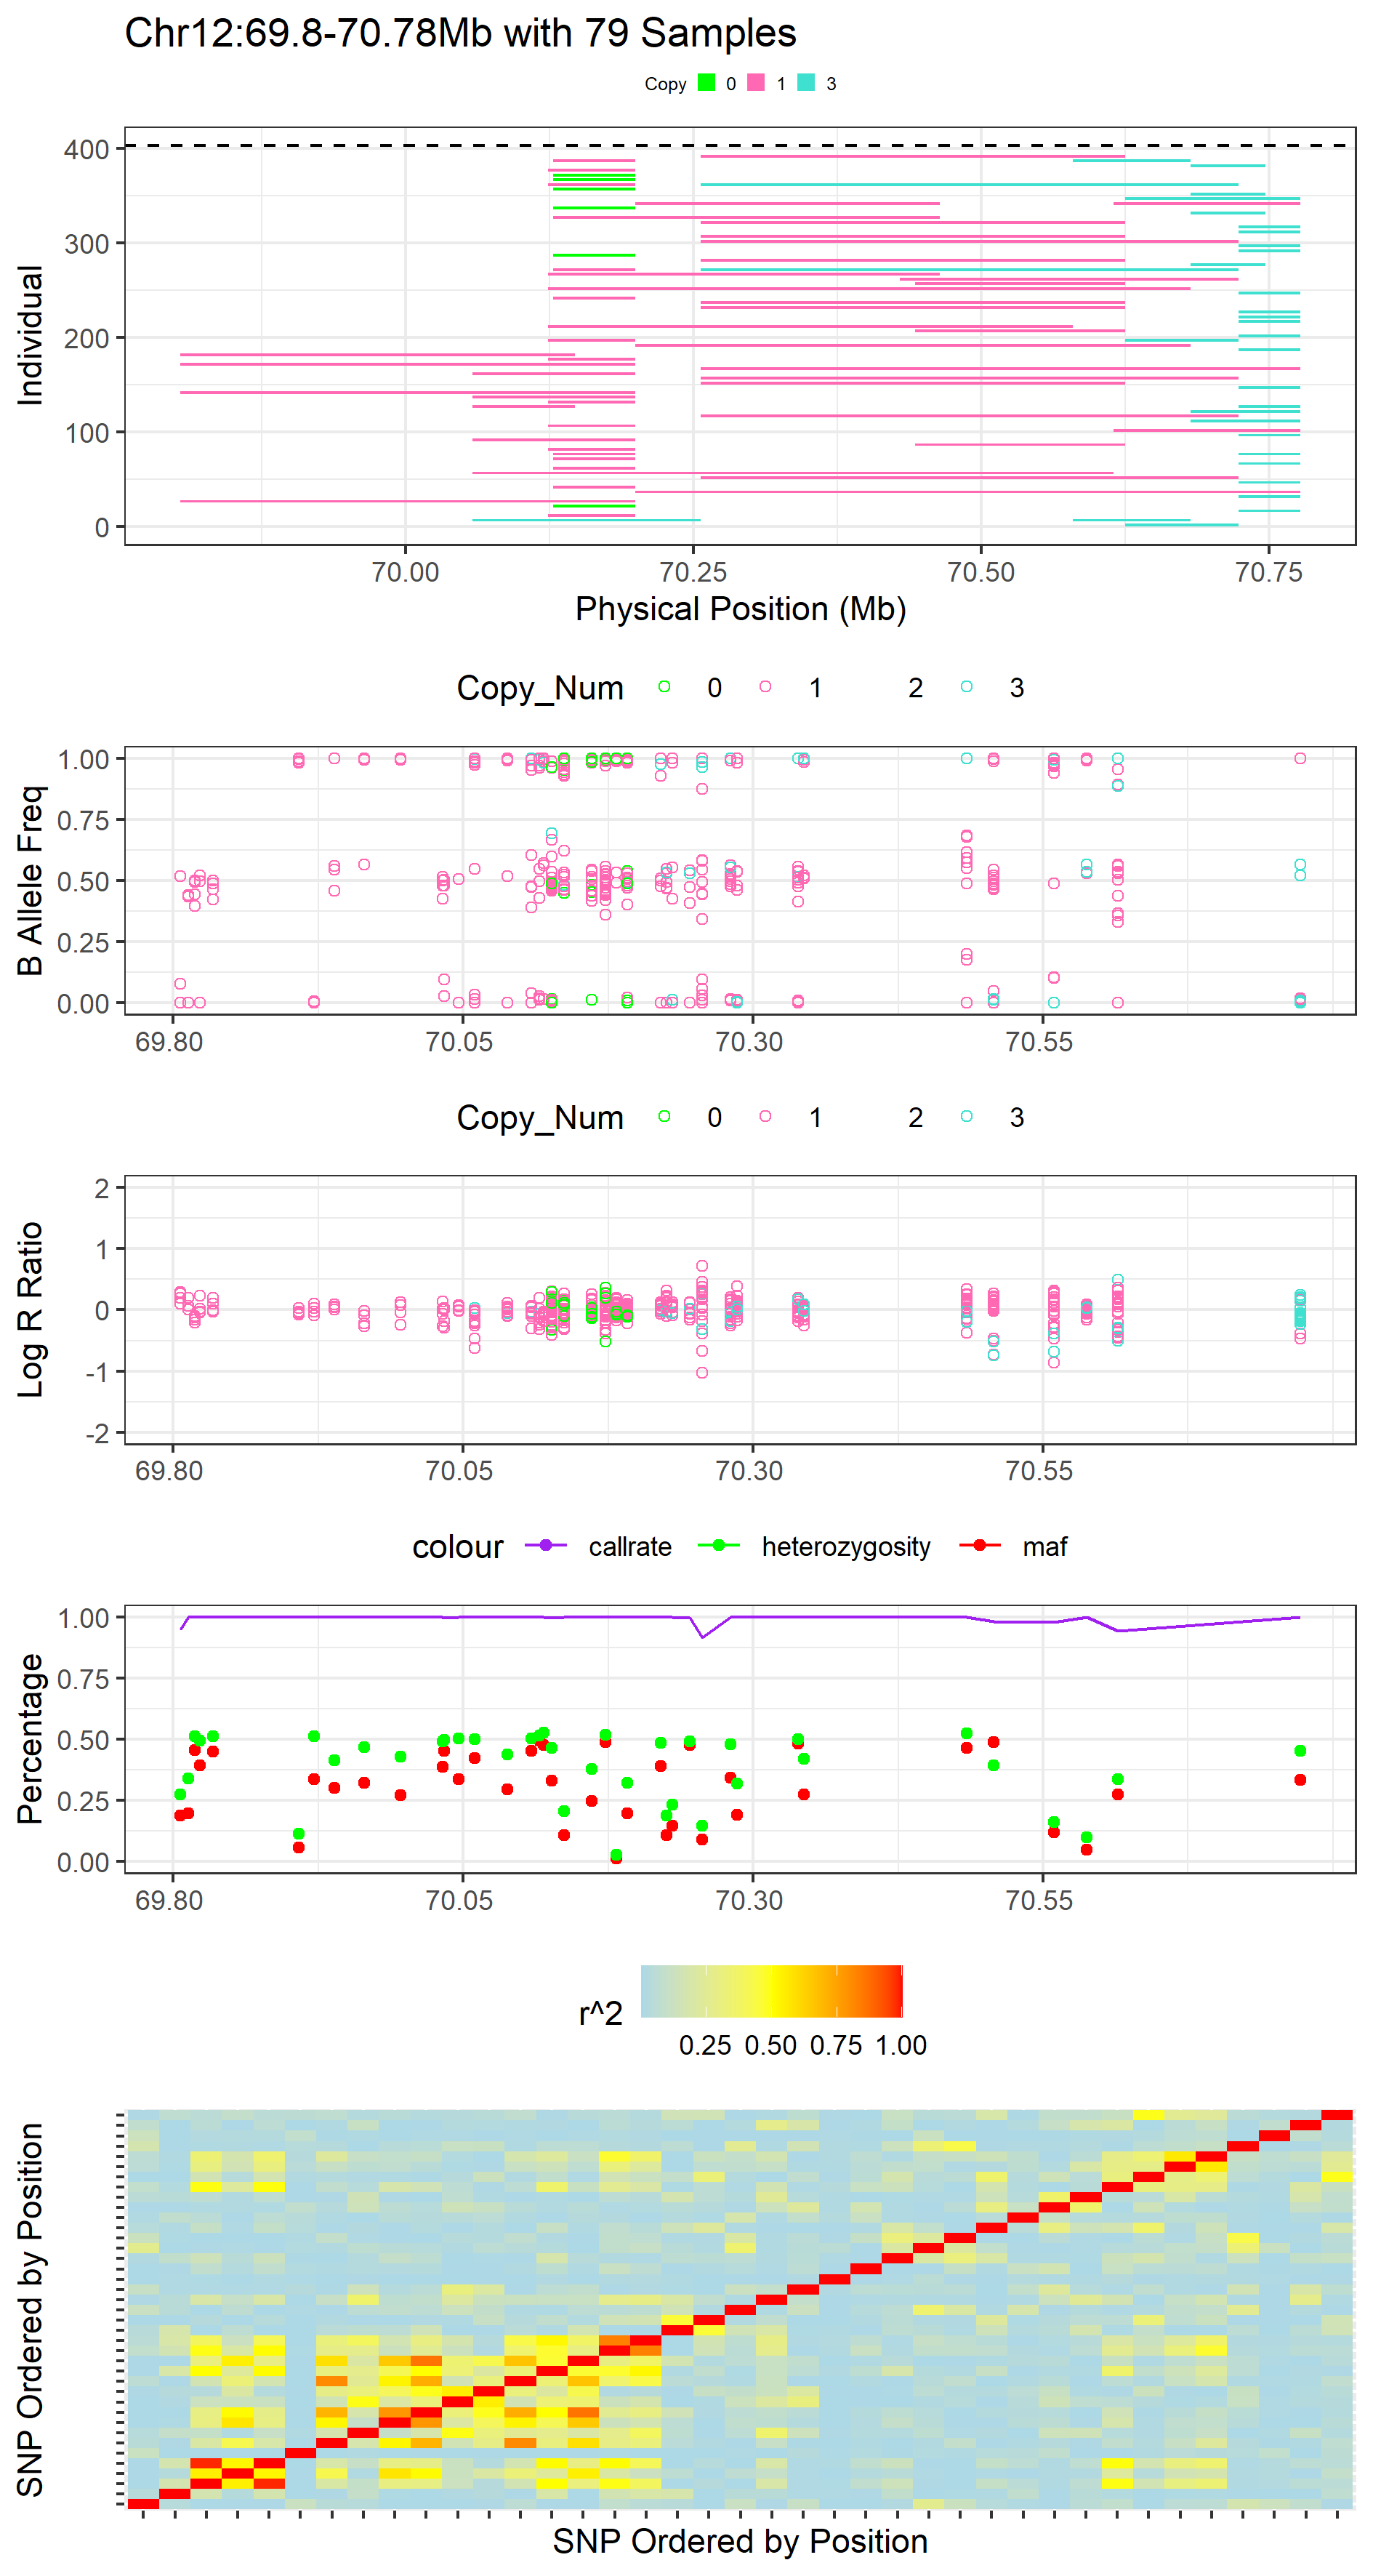 Chr12:69.8-70.78Mb with 79 Samples
Copy 0 1 3
400
300
200
100
0
Individual
70.00 70.25 70.50 70.75
Physical Position (Mb)
Copy_Num 0 1 2 3
1.00
0.75
0.50
0.25
0.00
B Allele Freq
69.80 70.05 70.30 70.55
Copy_Num 0 1 2 3
2
1
0
-1
-2
Log R Ratio
69.80 70.05 70.30 70.55
colour callrate heterozygosity maf
1.00
0.75
0.50
0.25
0.00
Percentage
69.80 70.05 70.30 70.55
r^2
0.25 0.50 0.75 1.00
SNP Ordered by Position
SNP Ordered by Position